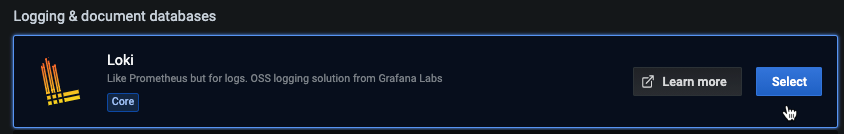 Logging & document databases
Loki
Like Prometheus but for logs. OSS logging solution from Grafana Labs
Core
Learn more
Select